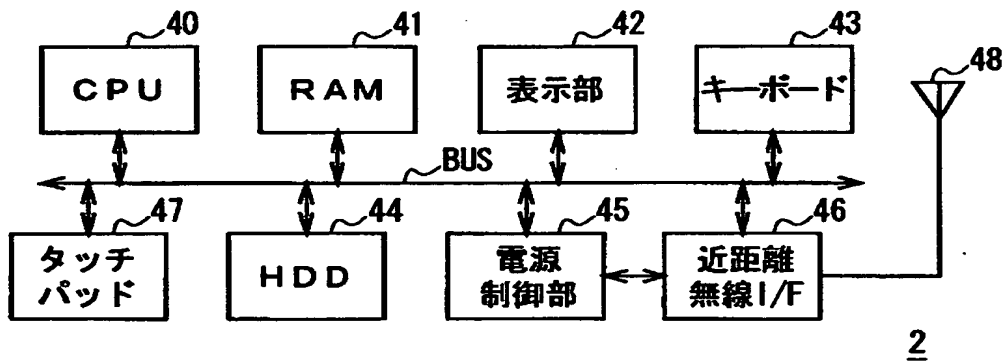 40
CPU
41
RAM
42
表示部
43
キーボード
48
BUS
47
タッチ
パッド
44
HDD
45
電源
制御部
46
近距離
無線I/F
2